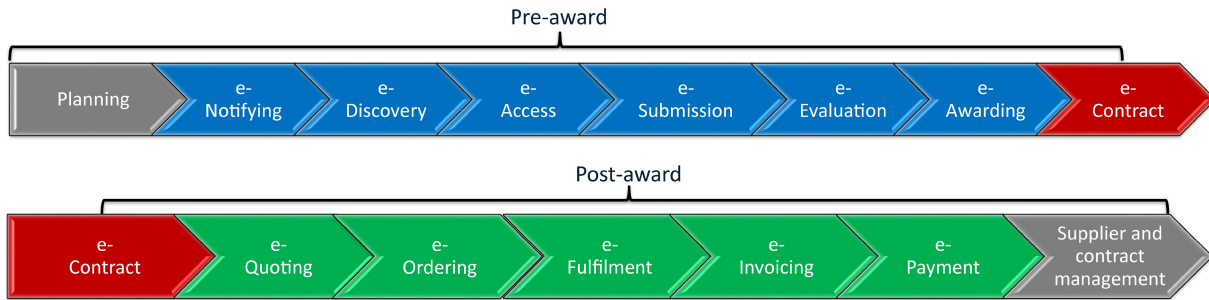 Pre-award
Planning
e-
Notifying
e-
Discovery
e-
Access
e-
Submission
e-
Evaluation
e-
Awarding
e-
Contract
Post-award
e-
Contract
e-
Quoting
e-
Ordering
e-
Fulfilment
e-
Invoicing
e-
Payment
Supplier and
contract
management